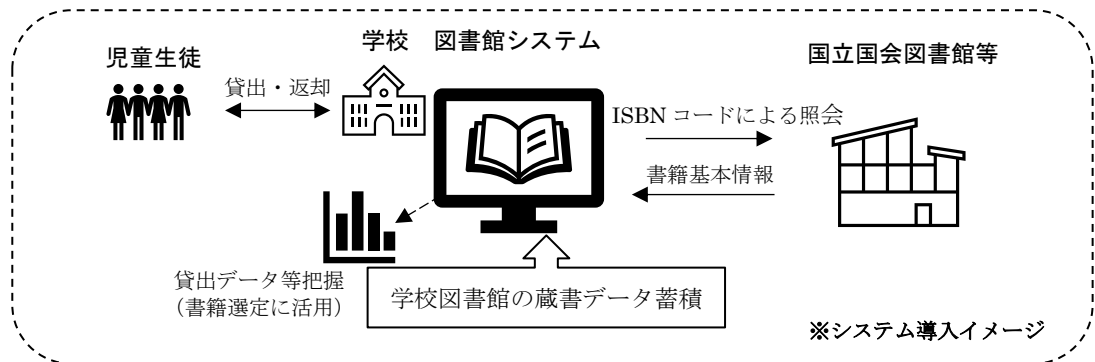 児童生徒
学校 図書館システム
国立国会図書館等
貸出・返却
ISBN コードによる照会
書籍基本情報
貸出データ等把握
（書籍選定に活用）
学校図書館の蔵書データ蓄積
※システム導入イメージ